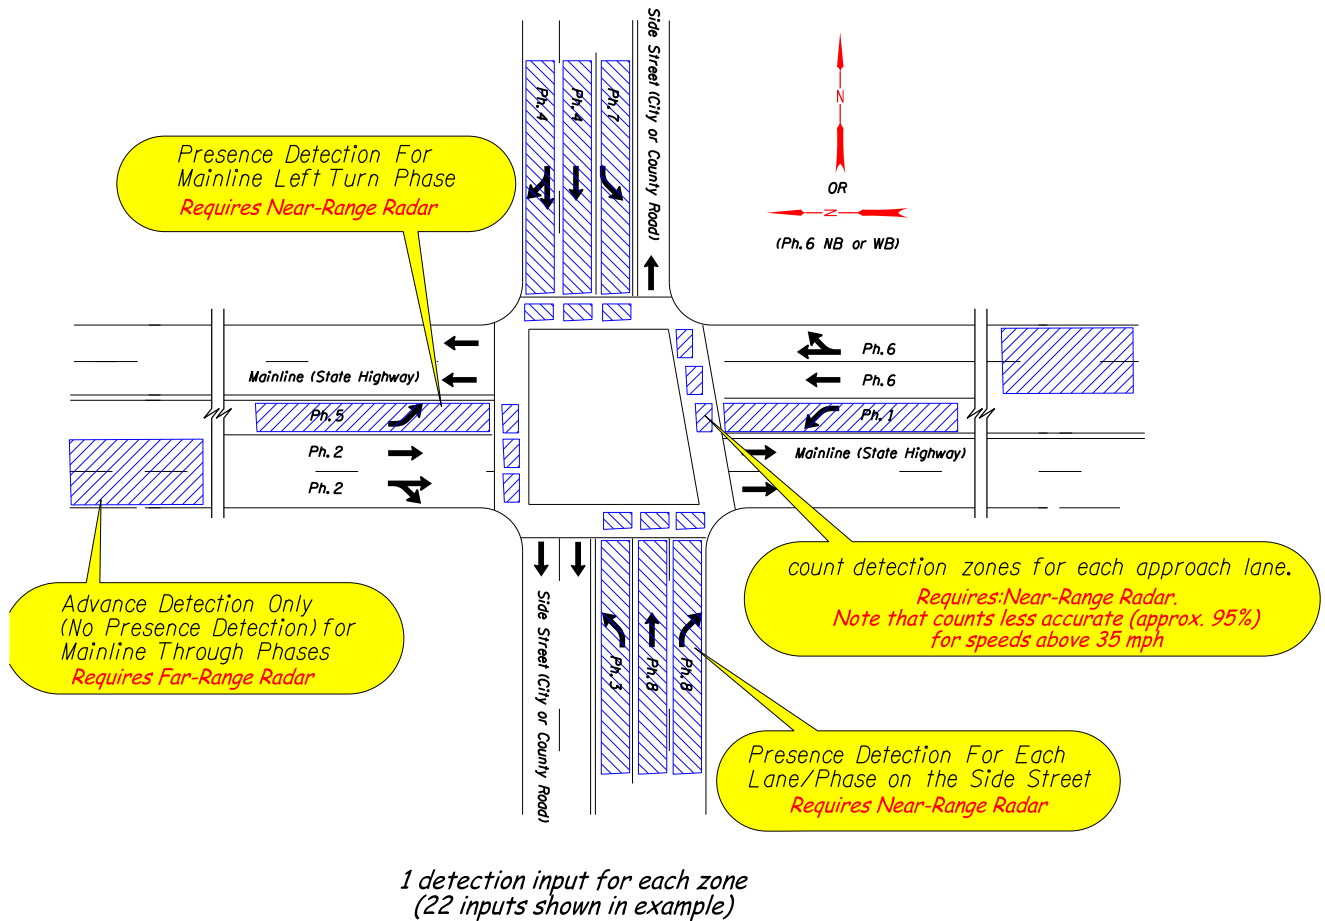 Side Street (City or County Road)
Ph.4
Ph.4
Ph.7
N
OR
N
(Ph.6 NB or WB)
Presence Detection For
Mainline Left Turn Phase
Requires Near-Range Radar
Mainline (State Highway)
Ph.6
Ph.6
Ph.5
Ph.1
Ph.2
Mainline (State Highway)
Ph.2
count detection zones for each approach lane.
Requires:Near-Range Radar.
Note that counts less accurate (approx. 95%)
for speeds above 35 mph
Advance Detection Only
(No Presence Detection) for
Mainline Through Phases
Requires Far-Range Radar
Side Street (City or County Road)
Ph.3
Ph.8
Ph.8
Presence Detection For Each
Lane/Phase on the Side Street
Requires Near-Range Radar
1 detection input for each zone
(22 inputs shown in example)